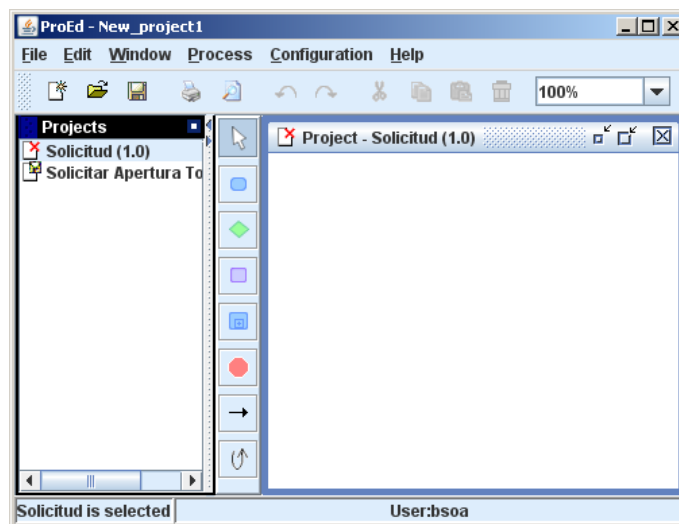 ProEd - New_project1
File Edit Window Process Configuration Help
100%
Projects
Solicitud (1.0)
Solicitar Apertura To
Project - Solicitud (1.0)
Solicitud is selected
User:bsoa